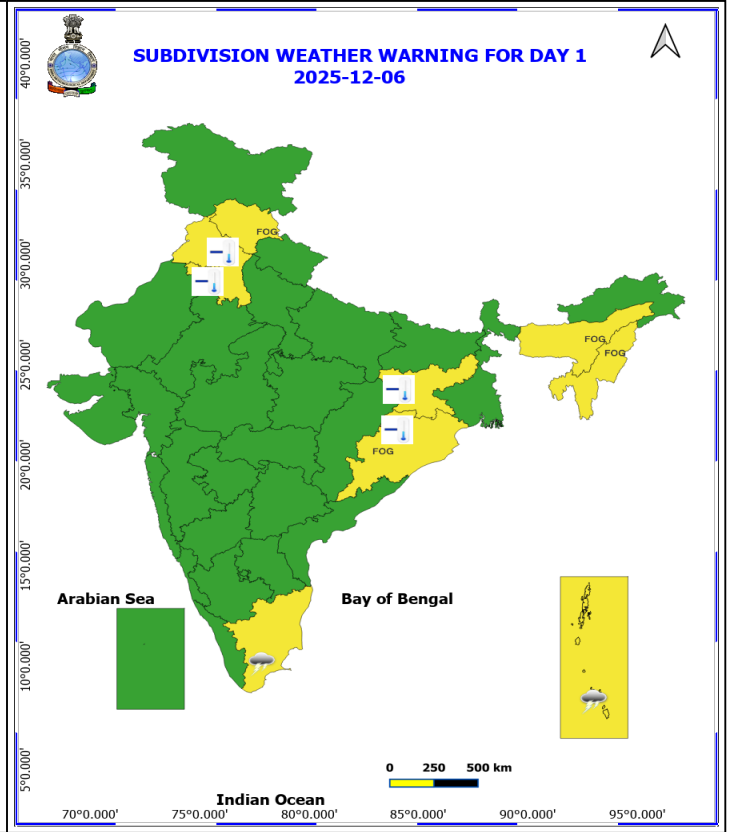 SUBDIVISION WEATHER WARNING FOR DAY 1
2025-12-06
40°0.000'
35°0.000'
30°0.000'
25°0.000'
20°0.000'
15°0.000'
10°0.000'
5°0.000'
FOG
FOG
FOG
FOG
Arabian Sea
Bay of Bengal
0 250 500 km
Indian Ocean
70°0.000' 75°0.000' 80°0.000' 85°0.000' 90°0.000' 95°0.000'